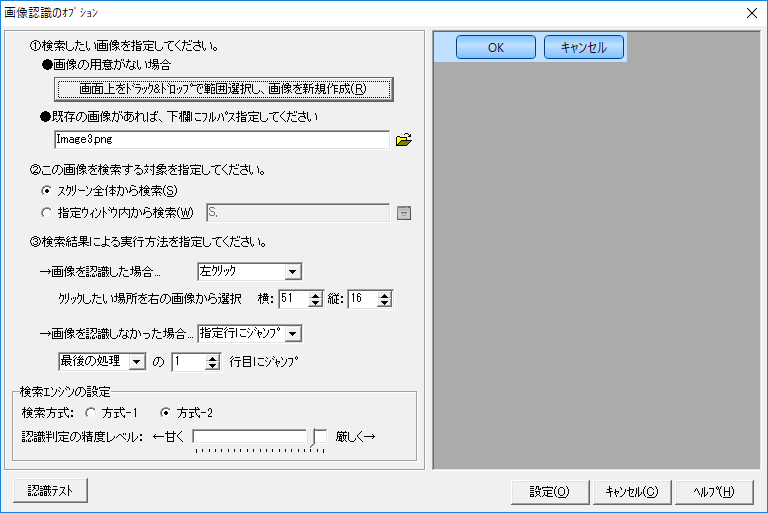 画像認識のｵﾌﾟｼｮﾝ
①検索したい画像を指定してください。
●画像の用意がない場合
画面上をﾄﾞﾗｯｸ&ﾄﾞﾛｯﾌﾟで範囲選択し、画像を新規作成(R)
●既存の画像があれば、下欄にﾌﾙﾊﾟｽ指定してください
Image3.png
②この画像を検索する対象を指定してください。
ｽｸﾘｰﾝ全体から検索(S)
指定ｳｨﾝﾄﾞｳ内から検索(W) S,
③検索結果による実行方法を指定してください。
→画像を認識した場合... 左ｸﾘｯｸ
ｸﾘｯｸしたい場所を右の画像から選択 横: 51 縦: 16
→画像を認識しなかった場合... 指定行にｼﾞｬﾝﾌﾟ
最後の処理 の 1 行目にｼﾞｬﾝﾌﾟ
検索ｴﾝｼﾞﾝの設定
検索方式: 方式-1 方式-2
認識判定の精度レベル: ←甘く 厳しく→
認識ﾃｽﾄ
OK キャンセル
設定(O) ｷｬﾝｾﾙ(C) ﾍﾙﾌﾟ(H)